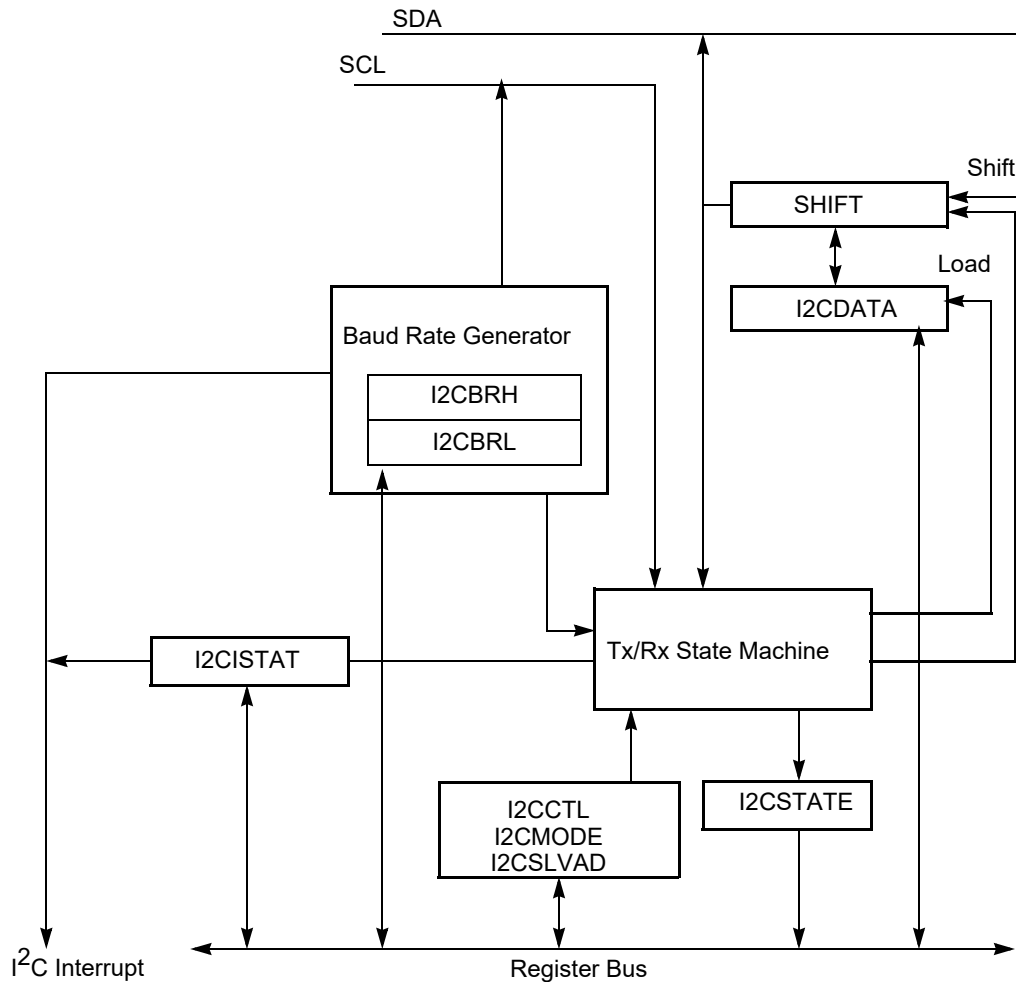 SDA
SCL
Shift
SHIFT
Load
I2CDATA
Baud Rate Generator
I2CBRH
I2CBRL
I2CISTAT
Tx/Rx State Machine
I2CCTL
I2CMODE
I2CSLVAD
I2CSTATE
I²C Interrupt
Register Bus